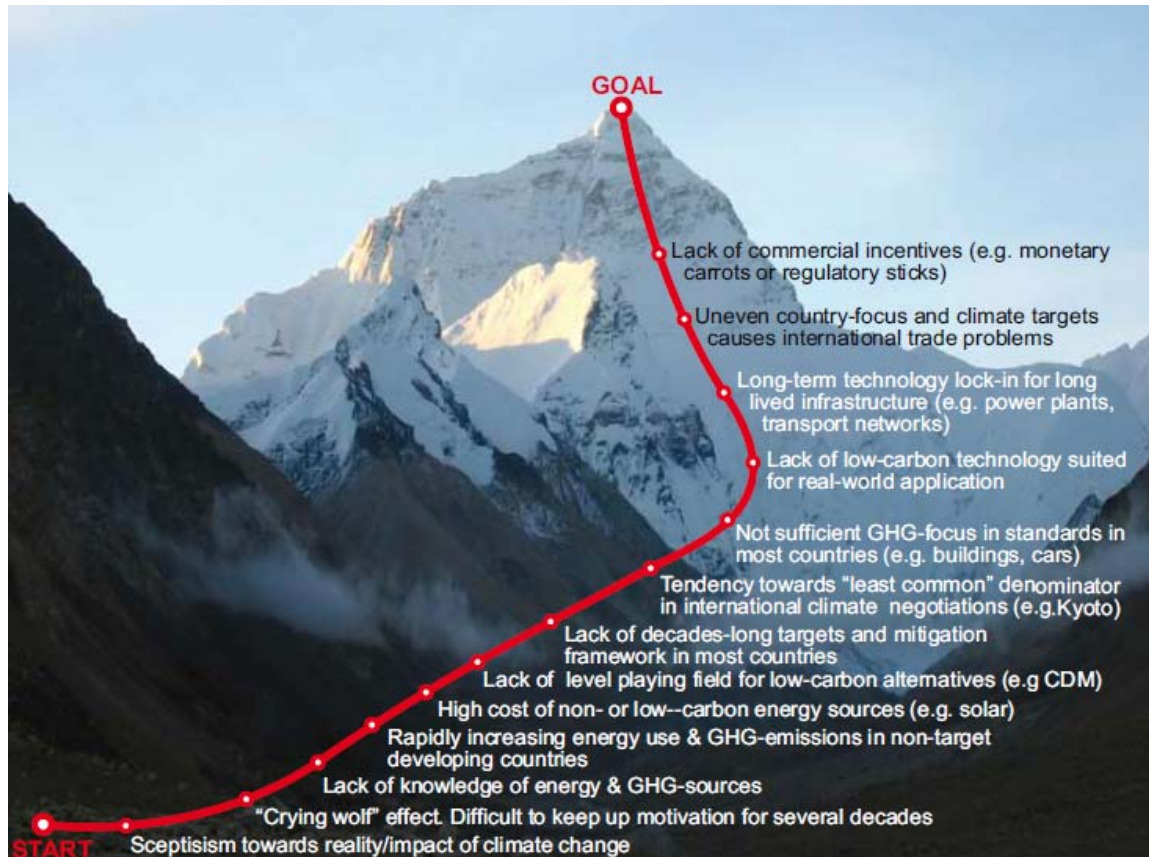 GOAL
Lack of commercial incentives (e.g. monetary
carrots or regulatory sticks)
Uneven country-focus and climate targets
causes international trade problems
Long-term technology lock-in for long
lived infrastructure (e.g. power plants,
transport networks)
Lack of low-carbon technology suited
for real-world application
Not sufficient GHG-focus in standards in
most countries (e.g. buildings, cars)
Tendency towards “least common” denominator
in international climate negotiations (e.g.Kyoto)
Lack of decades-long targets and mitigation
framework in most countries
Lack of level playing field for low-carbon alternatives (e.g CDM)
High cost of non- or low--carbon energy sources (e.g. solar)
Rapidly increasing energy use & GHG-emissions in non-target
developing countries
Lack of knowledge of energy & GHG-sources
“Crying wolf” effect. Difficult to keep up motivation for several decades
START
Sceptisism towards reality/impact of climate change